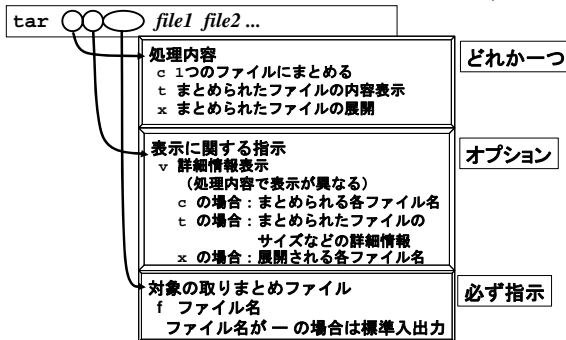 tar file1 file2 ...
処理内容
c 1つのファイルにまとめる
t まとめられたファイルの内容表示
x まとめられたファイルの展開
どれか一つ
表示に関する指示
v 詳細情報表示
(処理内容で表示が異なる)
c の場合:まとめられる各ファイル名
t の場合:まとめられたファイルの
サイズなどの詳細情報
x の場合:展開される各ファイル名
オプション
対象の取りまとめファイル
f ファイル名
ファイル名が ー の場合は標準入出力
必ず指示